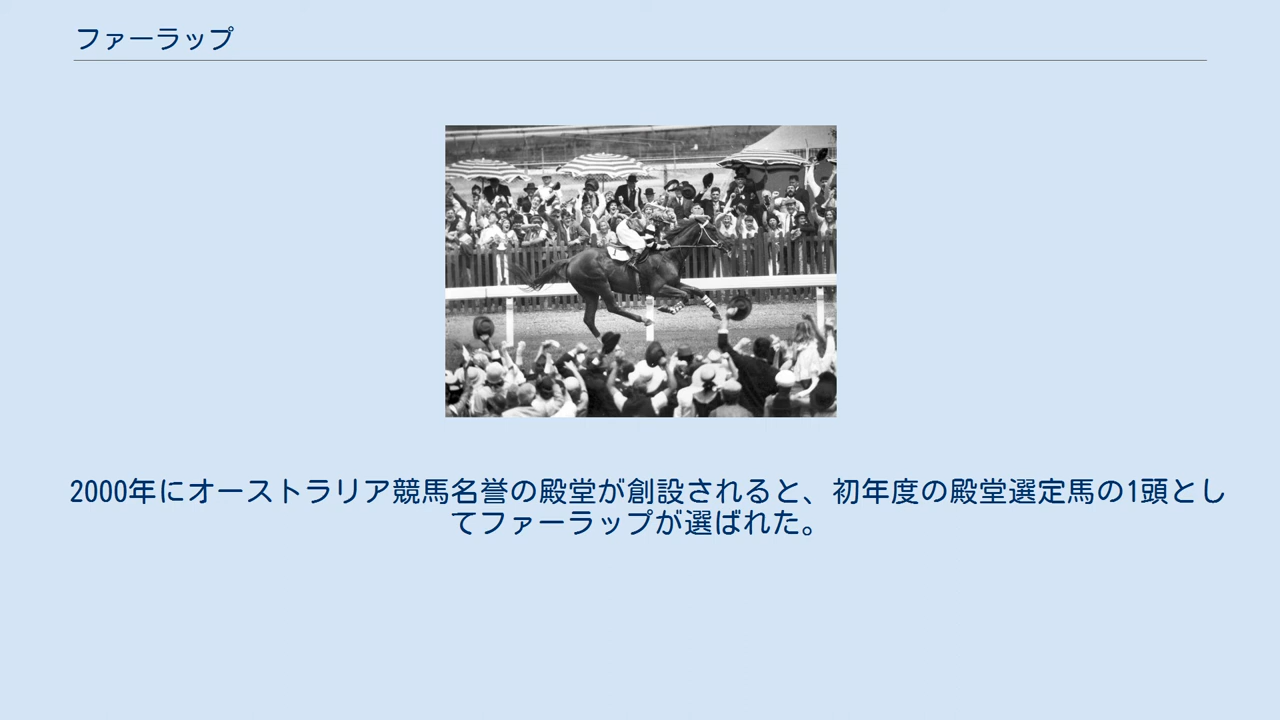 ファーラップ
2000年にオーストラリア競馬名誉の殿堂が創設されると、初年度の殿堂選定馬の1頭とし
てファーラップが選ばれた。